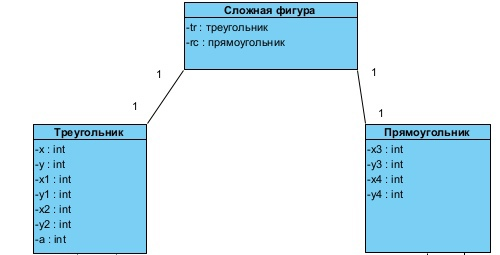 Сложная фигура
-tr : треугольник
-rc : прямоугольник
1
1
1
1
Треугольник
-x : int
-y : int
-x1 : int
-y1 : int
-x2 : int
-y2 : int
-a : int
Прямоугольник
-x3 : int
-y3 : int
-x4 : int
-y4 : int